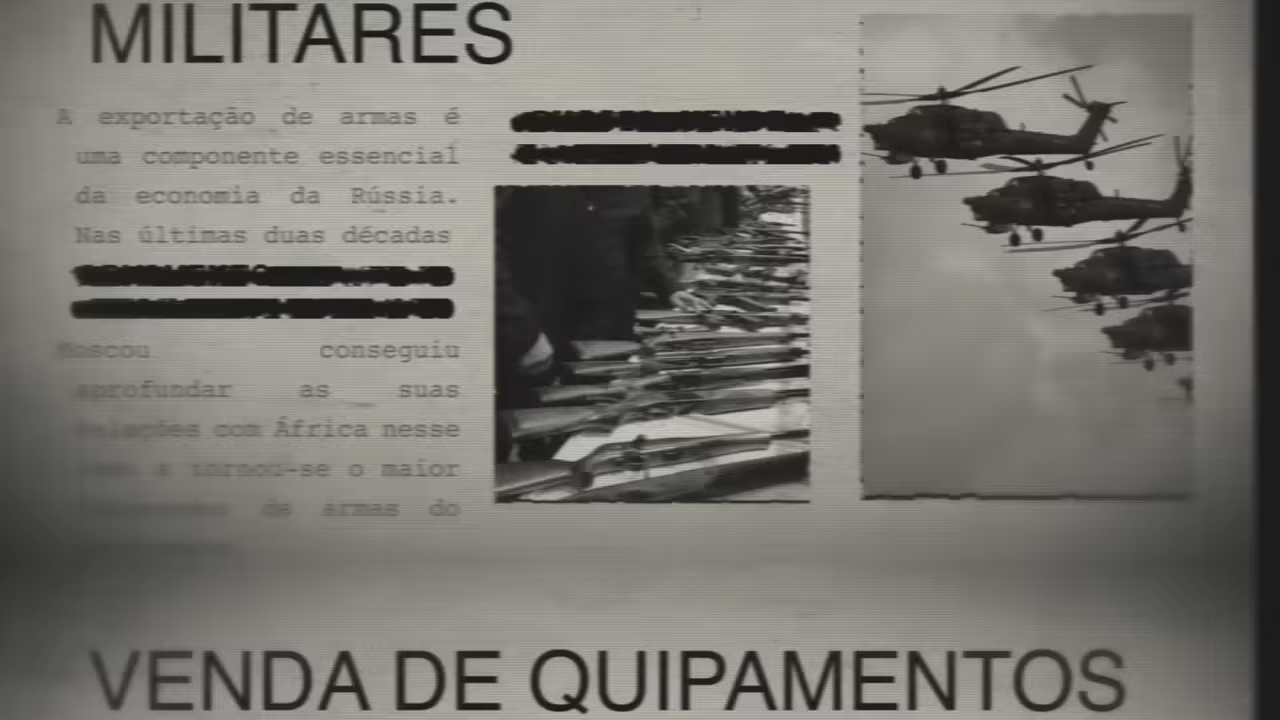 MILITARES
A exportação de armas é
uma componente essencial
da economia da Rússia.
Nas últimas duas décadas
Moscou conseguiu
aprofundar as suas
relações com África nesse
e tornou-se o maior
de armas do
VENDA DE QUIPAMENTOS